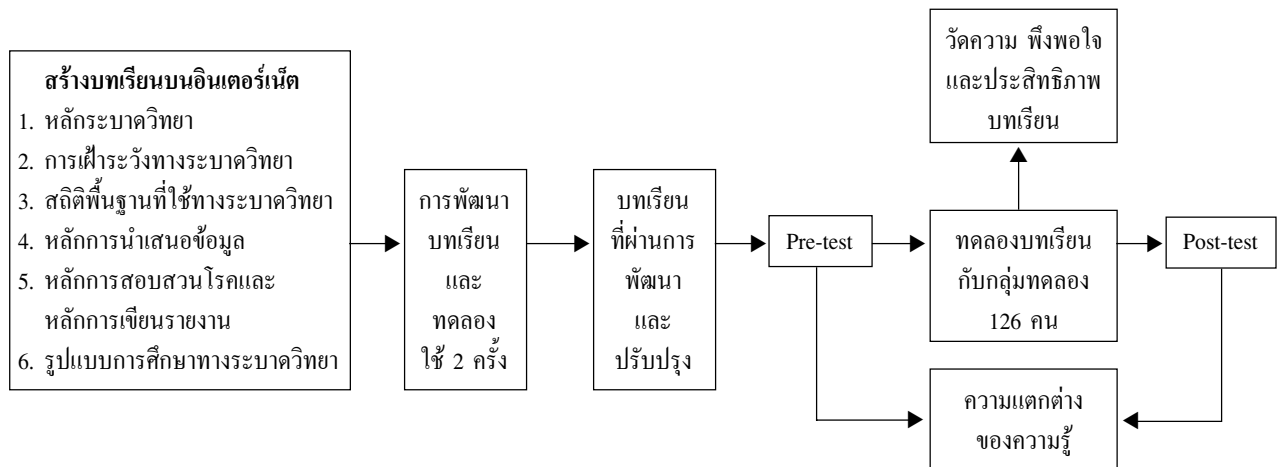 สร้างบทเรียนบนอินเตอร์เน็ต
1. หลักระบาดวิทยา
2. การเฝ้าระวังทางระบาดวิทยา
3. สถิติพื้นฐานที่ใช้ทางระบาดวิทยา
4. หลักการนำเสนอข้อมูล
5. หลักการสอบสวนโรคและ
หลักการเขียนรายงาน
6. รูปแบบการศึกษาทางระบาดวิทยา
การพัฒนา
บทเรียน
และ
ทดลอง
ใช้ 2 ครั้ง
บทเรียน
ที่ผ่านการ
พัฒนา
และ
ปรับปรุง
Pre-test
วัดความ พึงพอใจ
และประสิทธิภาพ
บทเรียน
ทดลองบทเรียน
กับกลุ่มทดลอง
126 คน
Post-test
ความแตกต่าง
ของความรู้